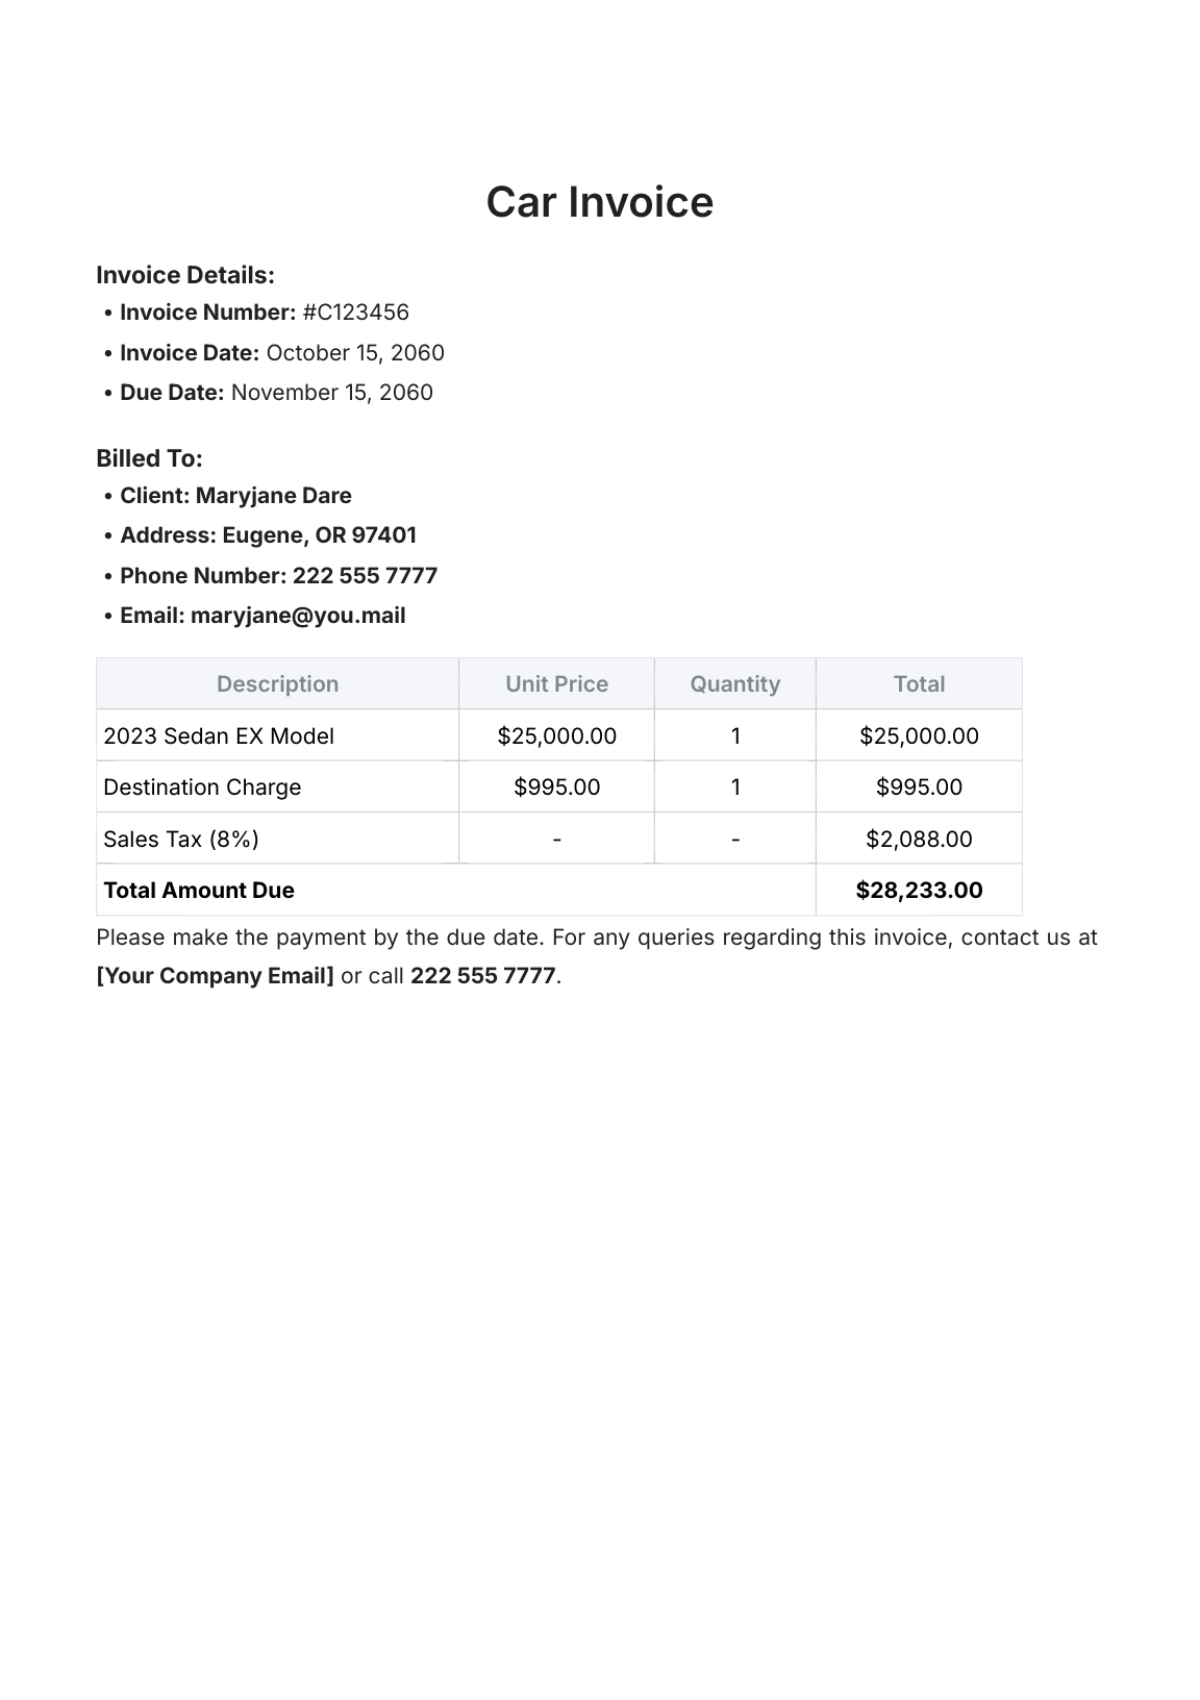 Car Invoice
Invoice Details:
• Invoice Number: #C123456
• Invoice Date: October 15, 2060
• Due Date: November 15, 2060
Billed To:
• Client: Maryjane Dare
• Address: Eugene, OR 97401
• Phone Number: 222 555 7777
• Email: maryjane@you.mail
Description Unit Price Quantity Total
2023 Sedan EX Model $25,000.00 1 $25,000.00
Destination Charge $995.00 1 $995.00
Sales Tax (8%) - - $2,088.00
Total Amount Due $28,233.00
Please make the payment by the due date. For any queries regarding this invoice, contact us at
[Your Company Email] or call 222 555 7777.